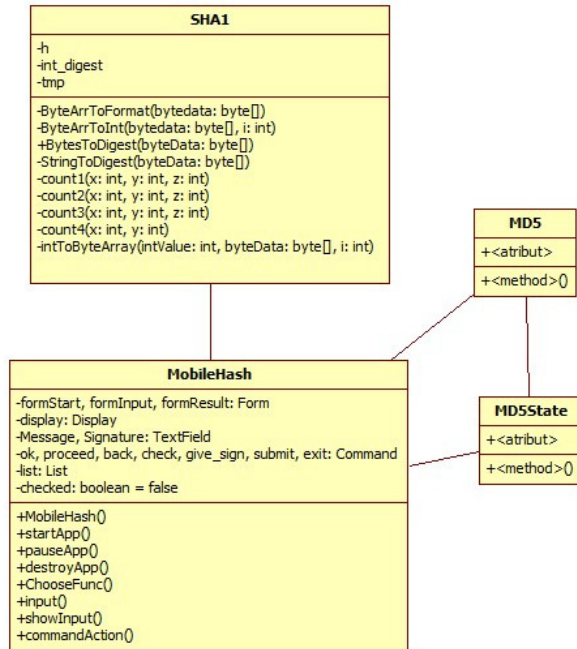 SHA1
-h
-int_digest
-tmp
-ByteArrToFormat(bytedata: byte[])
-ByteArrToInt(bytedata: byte[], i: int)
+BytesToDigest(byteData: byte[])
-StringToDigest(byteData: byte[])
-count1(x: int, y: int, z: int)
-count2(x: int, y: int, z: int)
-count3(x: int, y: int, z: int)
-count4(x: int, y: int)
-intToByteArray(intValue: int, byteData: byte[], i: int)
MD5
+<atribut>
+<method>()
MobileHash
-formStart, formInput, formResult: Form
-display: Display
-Message, Signature: TextField
-ok, proceed, back, check, give_sign, submit, exit: Command
-list: List
-checked: boolean = false
+MobileHash()
+startApp()
+pauseApp()
+destroyApp()
+ChooseFunc()
+input()
+showInput()
+commandAction()
MD5State
+<atribut>
+<method>()